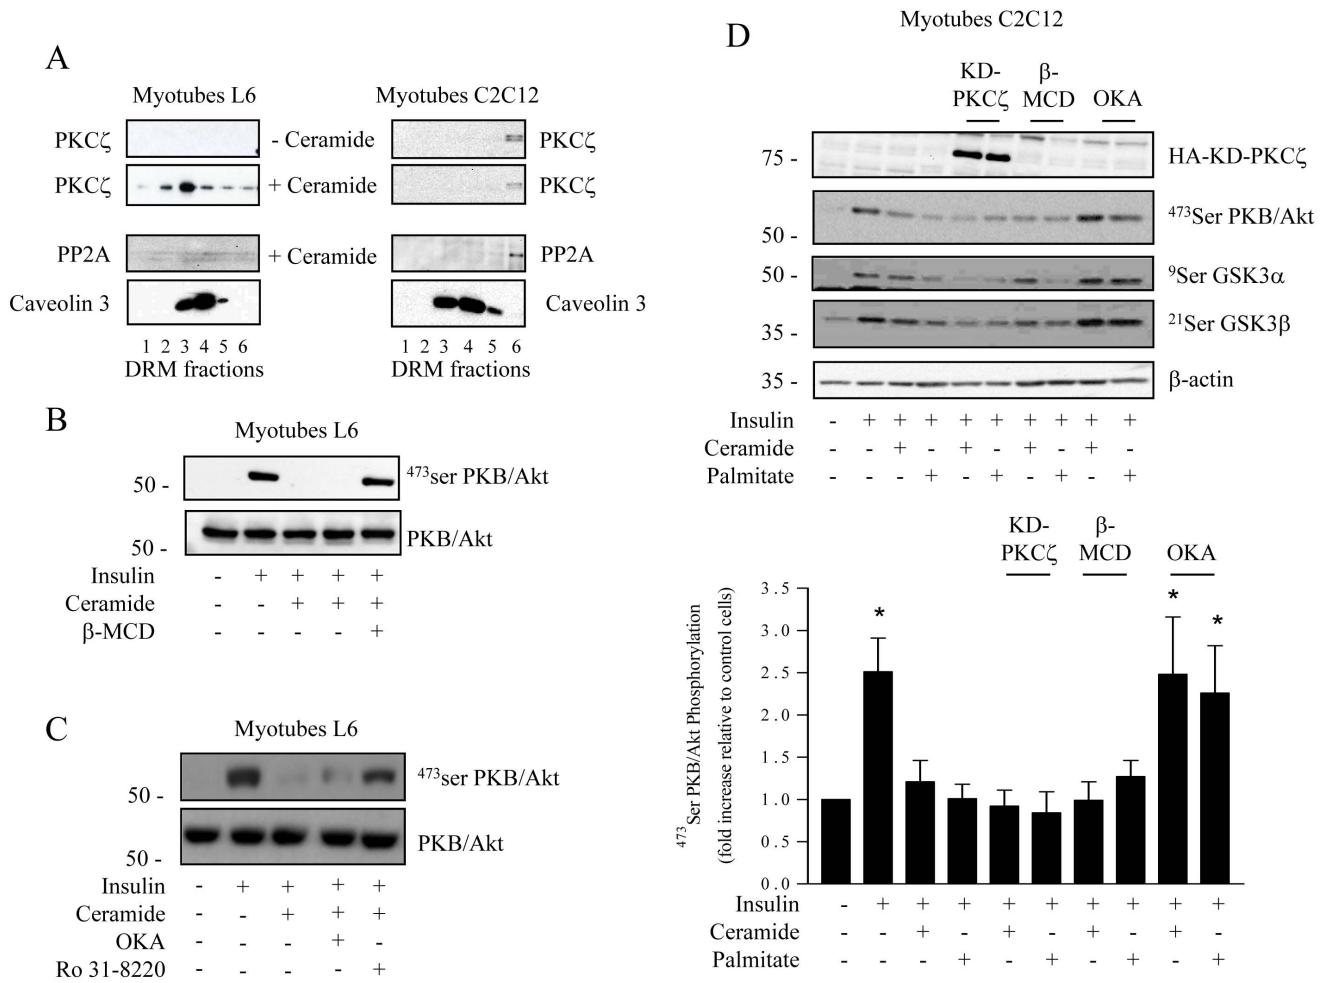 A
Myotubes L6
Myotubes C2C12
PKCζ
- Ceramide
PKCζ
PKCζ
+ Ceramide
PKCζ
PP2A
+ Ceramide
PP2A
Caveolin 3
Caveolin 3
1 2 3 4 5 6
1 2 3 4 5 6
DRM fractions
DRM fractions
B
Myotubes L6
50 -
473ser PKB/Akt
50 -
PKB/Akt
Insulin - + + + +
Ceramide - - + + +
β-MCD - - - - +
C
Myotubes L6
50 -
473ser PKB/Akt
50 -
PKB/Akt
Insulin - + + + +
Ceramide - - + + +
OKA - - - + -
Ro 31-8220 - - - - +
D
Myotubes C2C12
KD-
PKCζ
β-
MCD
OKA
75 -
HA-KD-PKCζ
50 -
473Ser PKB/Akt
50 -
9Ser GSK3α
35 -
21Ser GSK3β
35 -
β-actin
Insulin - + + + + + + + + +
Ceramide - - + - + - + - + -
Palmitate - - - + - + - + - +
KD-
PKCζ
β-
MCD
OKA
473Ser PKB/Akt Phosphorylation
(fold increase relative to control cells)
3.5
3.0
2.5
2.0
1.5
1.0
0.5
0.0
*
*
*
Insulin - + + + + + + + + +
Ceramide - - + - + - + - + -
Palmitate - - - + - + - + - +